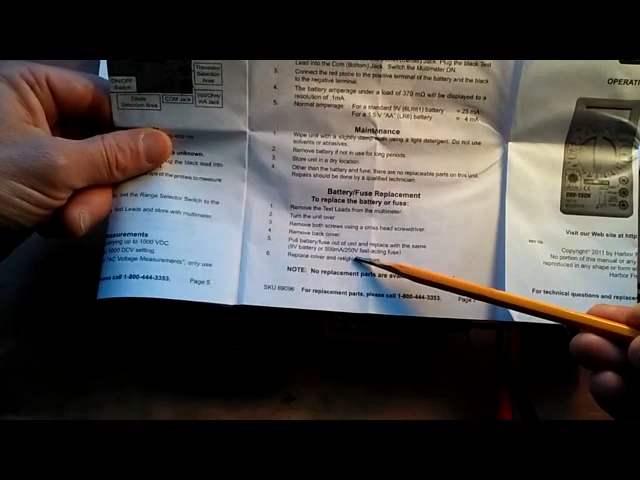 Transistor
Selection
Area
ON/OFF
Switch
Diode
Selection Area
COM Jack
Volt/Ohm/
mA Jack
is unknown.
the black lead into
of the probes to measure
set the Range Selector Switch to
Test Leads and store with multimeter.
easurements
varying up to 1000 VDC.
1000 DCV setting.
"AC Voltage Measurements", only use
please call 1-800-444-3353.
Page 5
Lead into the Com (Bottom) Jack. Switch the Multimeter ON.
3. Connect the red probe to the positive terminal of the battery and the black
to the negative terminal.
4. The battery amperage under a load of 379 mΩ will be displayed to a
resolution of .1mA.
5. Normal amperage: For a standard 9V (6LR61) battery = 25 mA
For a 1.5V "AA" (LR6) battery = 4 mA
Maintenance
1. Wipe unit with a slightly damp cloth using a light detergent. Do not use
solvents or abrasives.
2. Remove battery if not in use for long periods.
3. Store unit in a dry location.
4. Other than the battery and fuse, there are no replaceable parts on this unit.
Repairs should be done by a qualified technician.
Battery/Fuse Replacement
To replace the battery or fuse:
1. Remove the Test Leads from the multimeter.
2. Turn the unit over.
3. Remove both screws using a cross head screwdriver.
4. Remove back cover.
5. Pull battery/fuse out of unit and replace with the same
(9V battery or 500mA/250V fast-acting fuse)
6. Replace cover and retighten
NOTE: No replacement parts are
SKU 69096 For replacement parts, please call 1-800-444-3353.
Page
OPERATI
Visit our Web site at http
Copyright© 2011 by Harbor F
No portion of this manual or any
reproduced in any shape or form w
Harbor Fre
For technical questions and replace